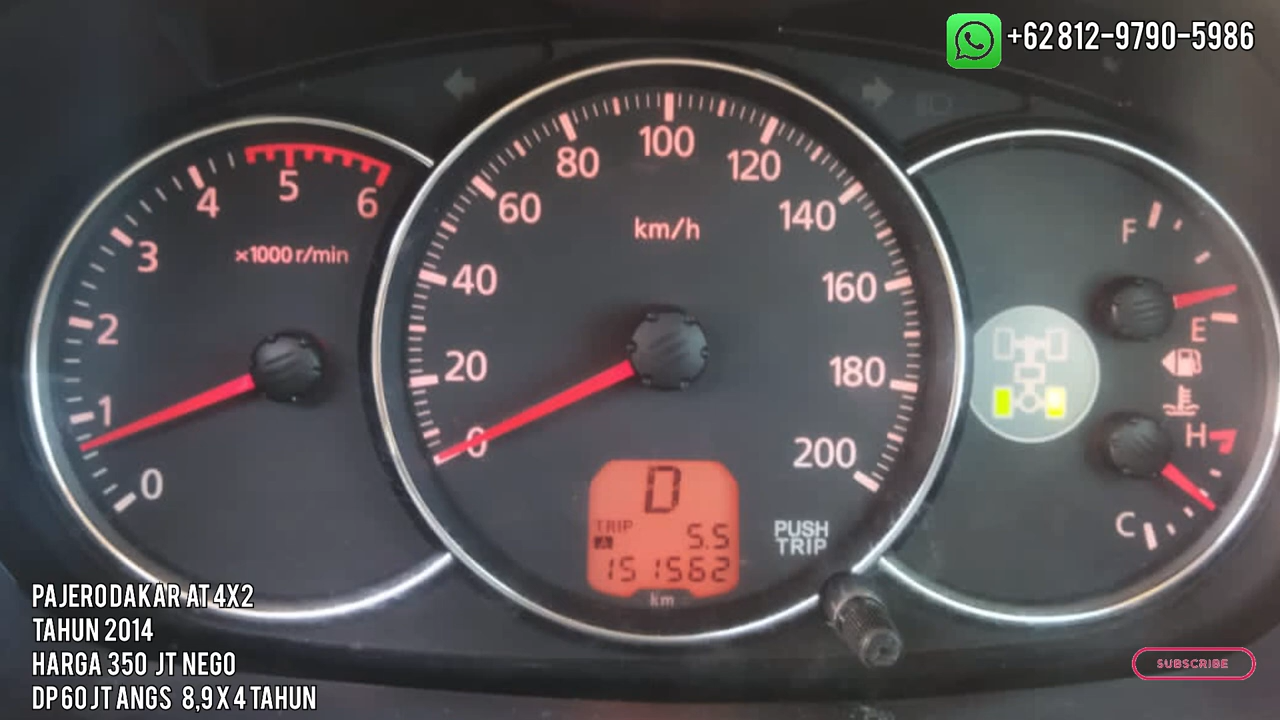 +62 812-9790-5986
0
1
2
3
4
5
6
×1000 r/min
0
20
40
60
80
100
120
140
160
180
200
km/h
D
TRIP
A 5.5
151562
km
PUSH
TRIP
F
E
H
C
PAJERO DAKAR AT 4X2
TAHUN 2014
HARGA 350 JT NEGO
DP 60 JT ANGS 8,9 X 4 TAHUN
SUBSCRIBE